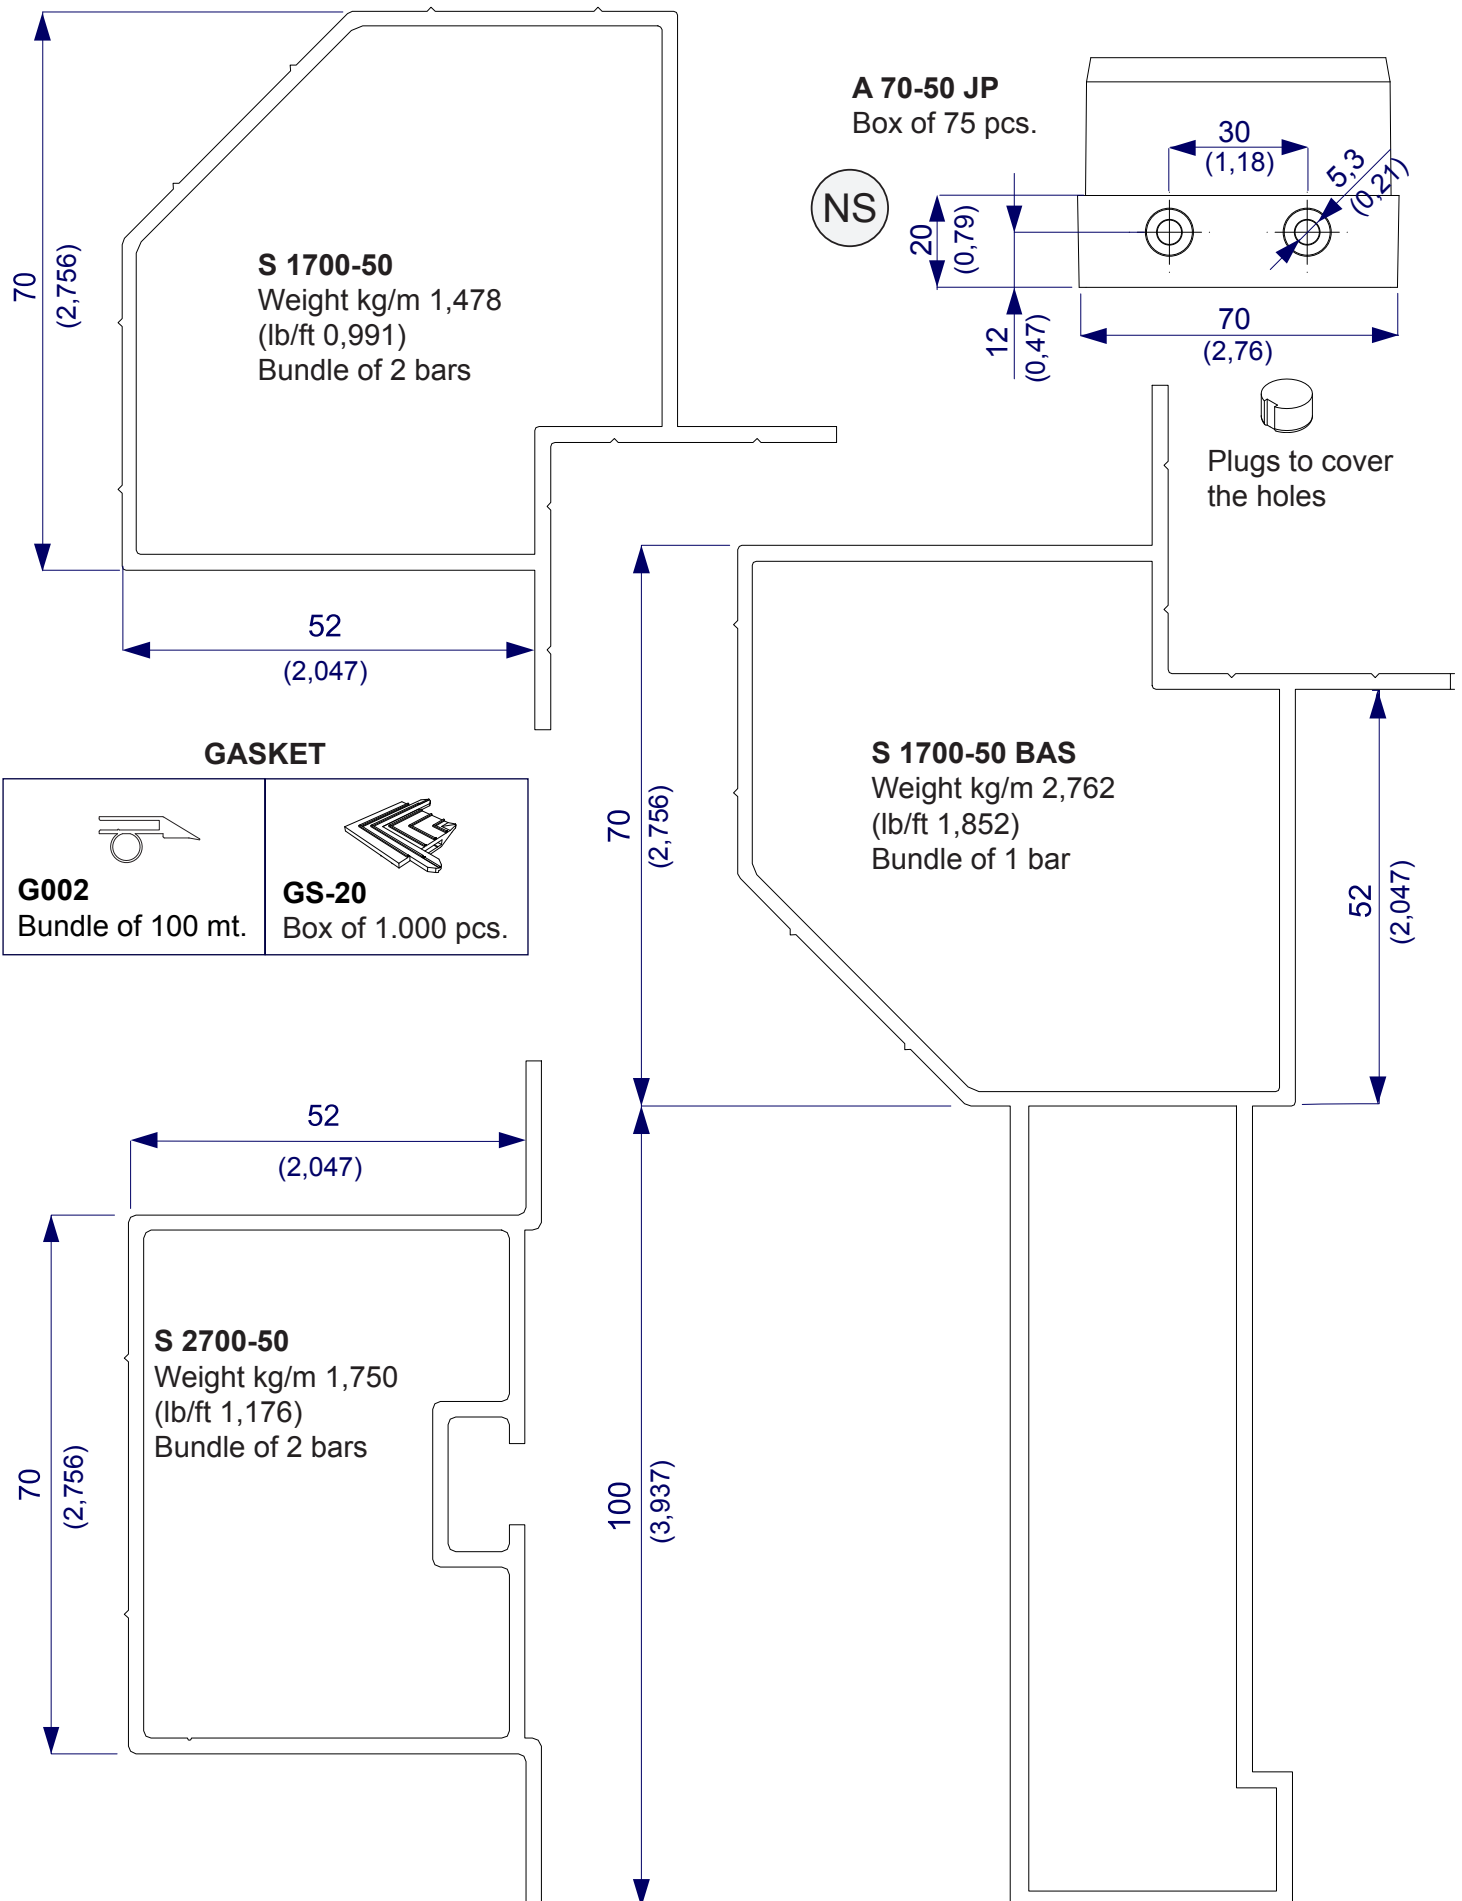 70
(2,756)
S 1700-50
Weight kg/m 1,478
(lb/ft 0,991)
Bundle of 2 bars
52
(2,047)
A 70-50 JP
Box of 75 pcs.
NS
30
(1,18)
5,3
(0,21)
20
(0,79)
12
(0,47)
70
(2,76)
Plugs to cover
the holes
GASKET
G002
Bundle of 100 mt.
GS-20
Box of 1.000 pcs.
70
(2,756)
S 1700-50 BAS
Weight kg/m 2,762
(lb/ft 1,852)
Bundle of 1 bar
52
(2,047)
100
(3,937)
52
(2,047)
S 2700-50
Weight kg/m 1,750
(lb/ft 1,176)
Bundle of 2 bars
70
(2,756)